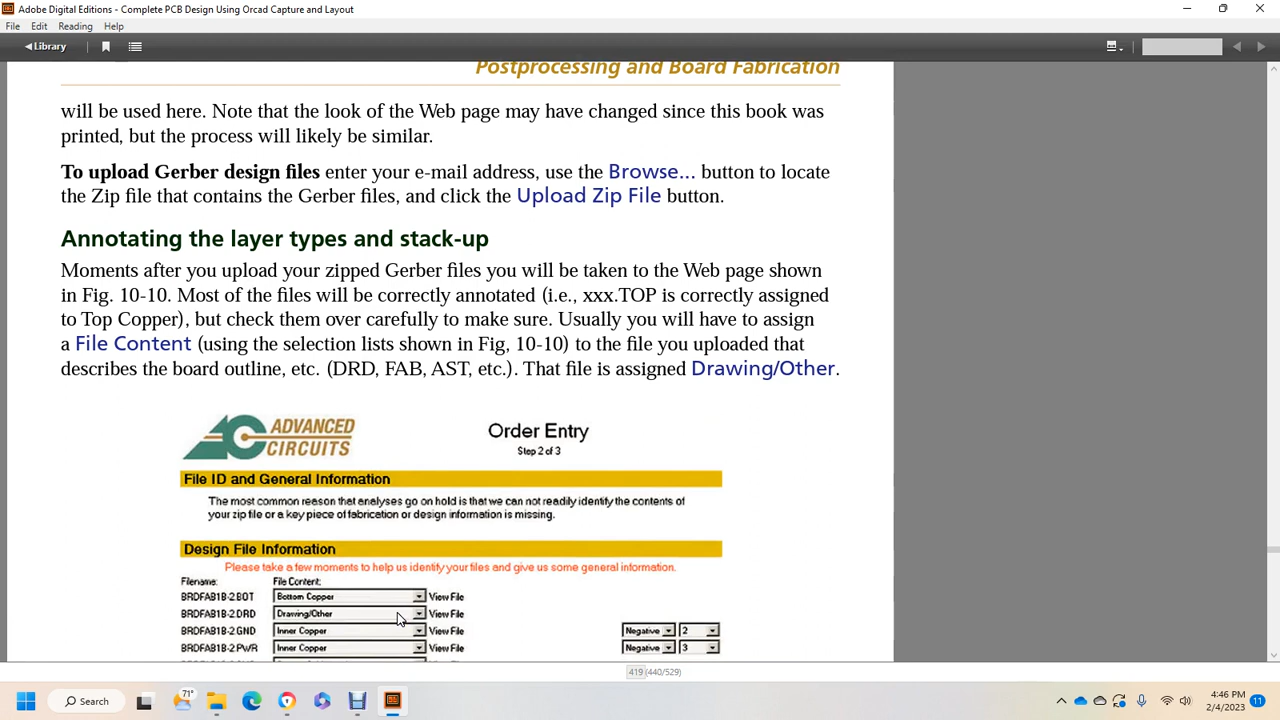 Adobe Digital Editions - Complete PCB Design Using Orcad Capture and Layout
File Edit Reading Help
Library
Postprocessing and Board Fabrication
will be used here. Note that the look of the Web page may have changed since this book was
printed, but the process will likely be similar.
To upload Gerber design files enter your e-mail address, use the Browse... button to locate
the Zip file that contains the Gerber files, and click the Upload Zip File button.
Annotating the layer types and stack-up
Moments after you upload your zipped Gerber files you will be taken to the Web page shown
in Fig. 10-10. Most of the files will be correctly annotated (i.e., xxx.TOP is correctly assigned
to Top Copper), but check them over carefully to make sure. Usually you will have to assign
a File Content (using the selection lists shown in Fig, 10-10) to the file you uploaded that
describes the board outline, etc. (DRD, FAB, AST, etc.). That file is assigned Drawing/Other.
ADVANCED
CIRCUITS
Order Entry
Step 2 of 3
File ID and General Information
The most common reason that analyses go on hold is that we can not readily identify the contents of
your zip file or a key piece of fabrication or design information is missing.
Design File Information
Please take a few moments to help us identify your files and give us some general information.
Filename: File Content:
BRDFAB1B-2.BOT Bottom Copper View File
BRDFAB1B-2.DRD Drawing/Other View File
BRDFAB1B-2.GND Inner Copper View File Negative 2
BRDFAB1B-2.PWR Inner Copper View File Negative 3
419 (440/529)
71°
Search
4:46 PM
2/4/2023
11